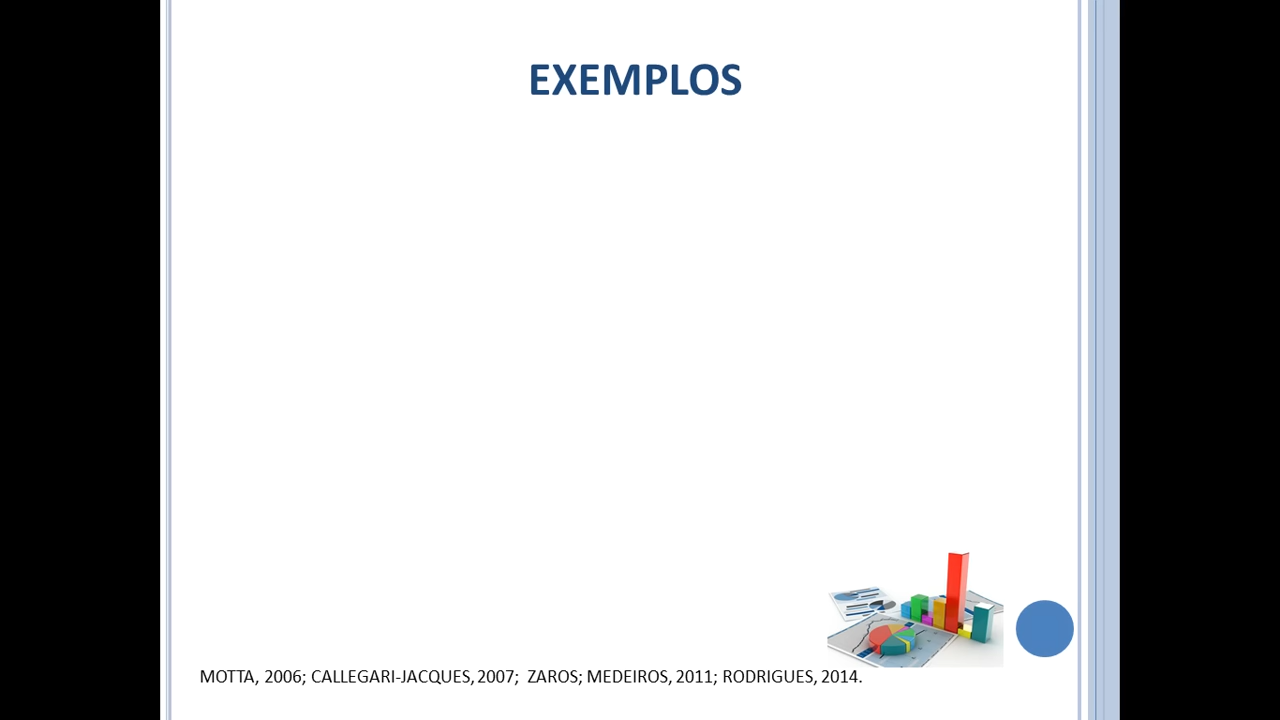 EXEMPLOS
MOTTA, 2006; CALLEGARI-JACQUES, 2007; ZAROS; MEDEIROS, 2011; RODRIGUES, 2014.